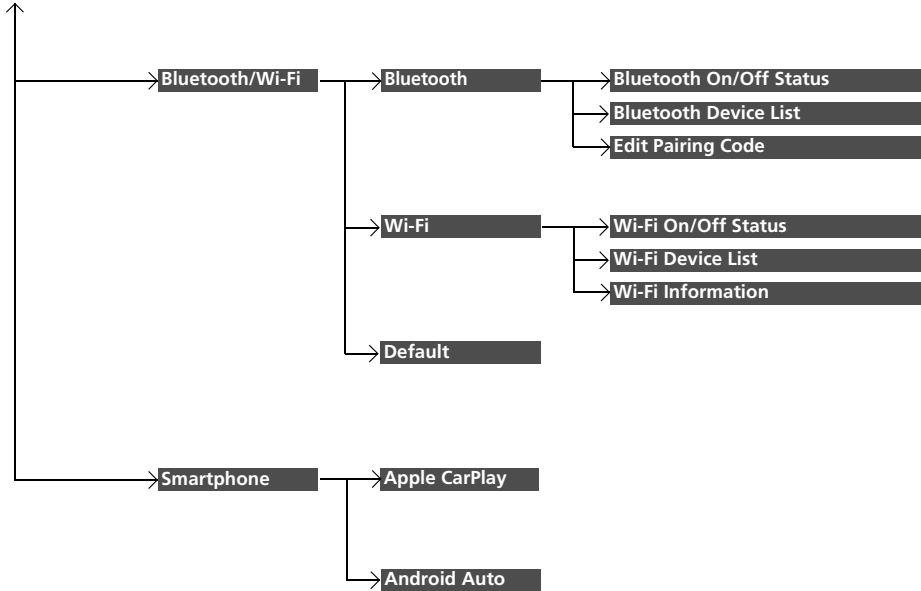 Bluetooth/Wi-Fi
Bluetooth
Bluetooth On/Off Status
Bluetooth Device List
Edit Pairing Code
Wi-Fi
Wi-Fi On/Off Status
Wi-Fi Device List
Wi-Fi Information
Default
Smartphone
Apple CarPlay
Android Auto